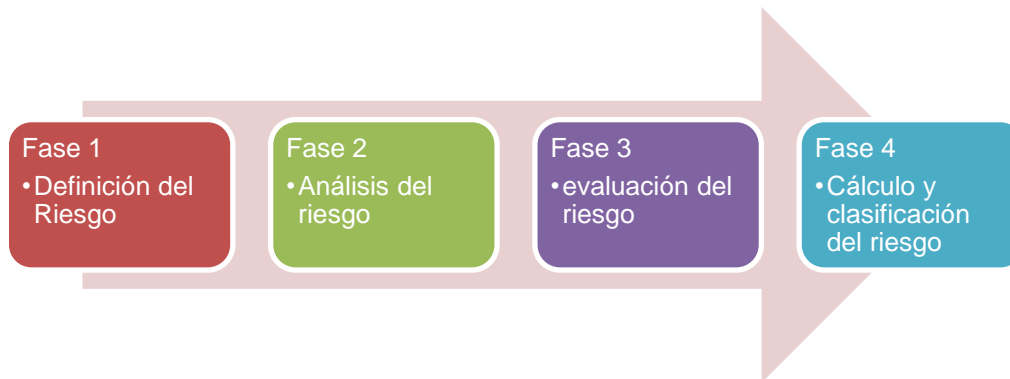 Fase 1
•Definición del
Riesgo
Fase 2
•Análisis del
riesgo
Fase 3
•evaluación del
riesgo
Fase 4
•Cálculo y
clasificación
del riesgo